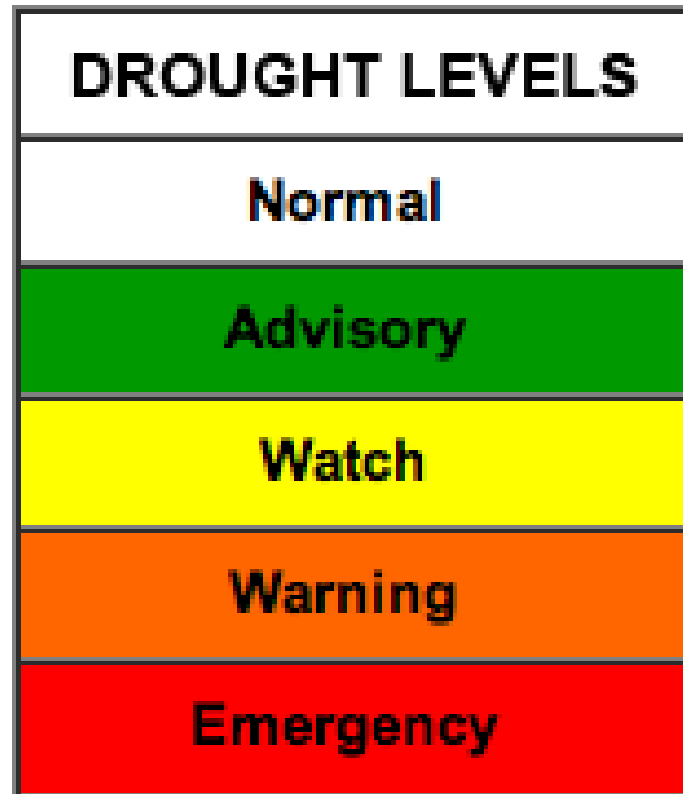 DROUGHT LEVELS
Normal
Advisory
Watch
Warning
Emergency